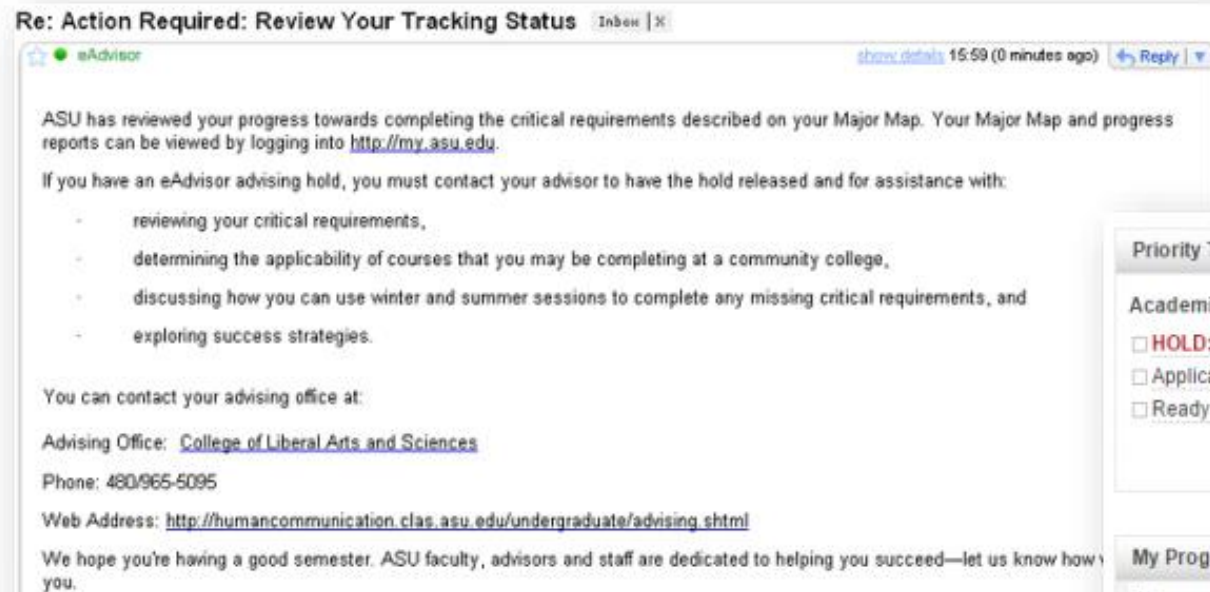 Re: Action Required: Review Your Tracking Status Inbox | X
eAdvisor show details 15:59 (0 minutes ago) Reply
ASU has reviewed your progress towards completing the critical requirements described on your Major Map. Your Major Map and progress
reports can be viewed by logging into http://my.asu.edu.
If you have an eAdvisor advising hold, you must contact your advisor to have the hold released and for assistance with:
- reviewing your critical requirements,
- determining the applicability of courses that you may be completing at a community college,
- discussing how you can use winter and summer sessions to complete any missing critical requirements, and
- exploring success strategies.
You can contact your advising office at:
Advising Office: College of Liberal Arts and Sciences
Phone: 480/965-5095
Web Address: http://humancommunication.clas.asu.edu/undergraduate/advising.shtml
We hope you're having a good semester. ASU faculty, advisors and staff are dedicated to helping you succeed—let us know how
you.
Priority
Academi
HOLD:
Applica
Ready
My Prog